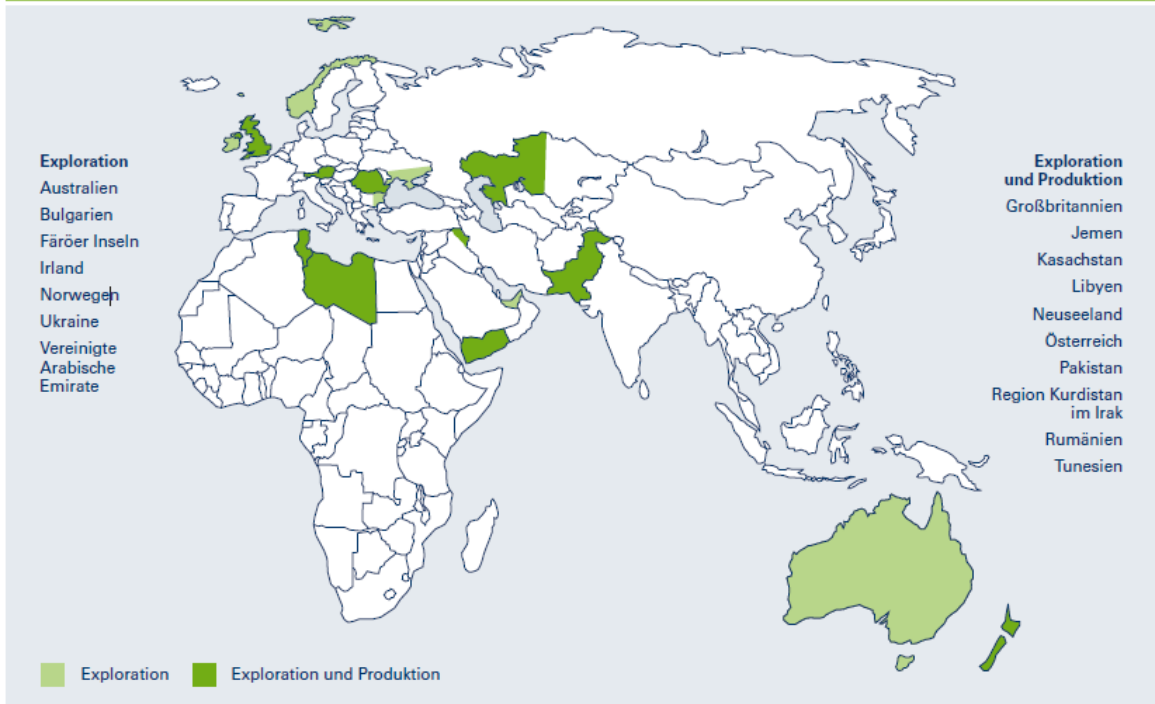 Exploration
Australien
Bulgarien
Färöer Inseln
Irland
Norwegen
Ukraine
Vereinigte
Arabische
Emirate
Exploration
und Produktion
Großbritannien
Jemen
Kasachstan
Libyen
Neuseeland
Österreich
Pakistan
Region Kurdistan
im Irak
Rumänien
Tunesien
Exploration
Exploration und Produktion